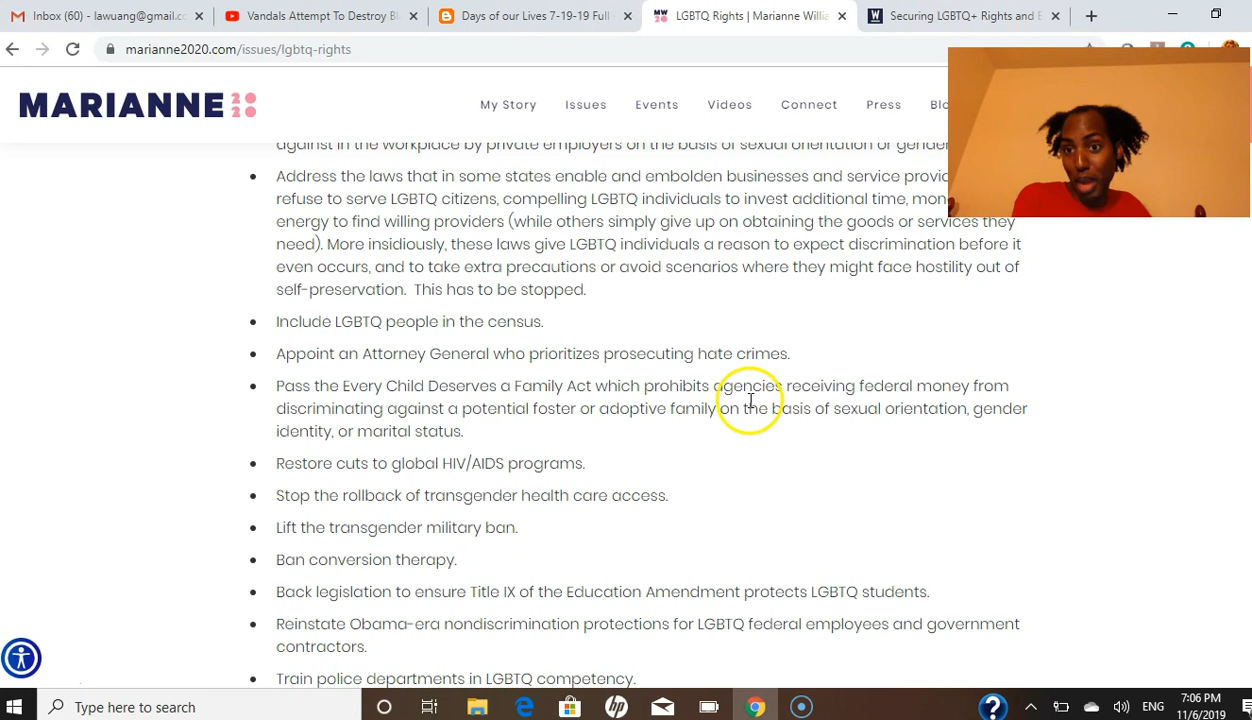 Inbox (60) - lawuang@gmail.c
Vandals Attempt To Destroy Bl
Days of our Lives 7-19-19 Full
MW
LGBTQ Rights | Marianne Willia
W
Securing LGBTQ+ Rights and E
marianne2020.com/issues/lgbtq-rights
MARIANNE 2020
My Story
Issues
Events
Videos
Connect
Press
Blo
against in the workplace by private employers on the basis of sexual orientation or gender
Address the laws that in some states enable and embolden businesses and service provid
refuse to serve LGBTQ citizens, compelling LGBTQ individuals to invest additional time, mon
energy to find willing providers (while others simply give up on obtaining the goods or services they
need). More insidiously, these laws give LGBTQ individuals a reason to expect discrimination before it
even occurs, and to take extra precautions or avoid scenarios where they might face hostility out of
self-preservation. This has to be stopped.
Include LGBTQ people in the census.
Appoint an Attorney General who prioritizes prosecuting hate crimes.
Pass the Every Child Deserves a Family Act which prohibits agencies receiving federal money from
discriminating against a potential foster or adoptive family on the basis of sexual orientation, gender
identity, or marital status.
Restore cuts to global HIV/AIDS programs.
Stop the rollback of transgender health care access.
Lift the transgender military ban.
Ban conversion therapy.
Back legislation to ensure Title IX of the Education Amendment protects LGBTQ students.
Reinstate Obama-era nondiscrimination protections for LGBTQ federal employees and government
contractors.
Train police departments in LGBTQ competency.
Type here to search
ENG
7:06 PM
11/6/2019